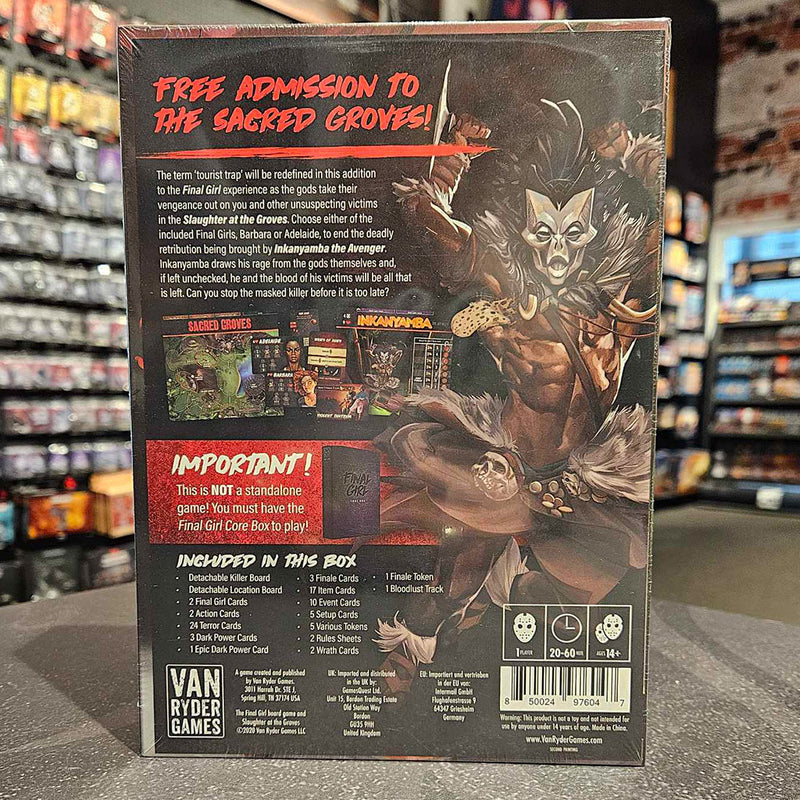 FREE ADMISSION TO
THE SACRED GROVES!
The term 'tourist trap' will be redefined in this addition
to the Final Girl experience as the gods take their
vengeance out on you and other unsuspecting victims
in the Slaughter at the Groves. Choose either of the
included Final Girls, Barbara or Adelaide, to end the deadly
retribution being brought by Inkanyamba the Avenger.
Inkanyamba draws his rage from the gods themselves and,
if left unchecked, he and the blood of his victims will be all that
is left. Can you stop the masked killer before it is too late?
SACRED GROVES
ADELAIDE
BARBARA
INKANYAMBA
IMPORTANT!
This is NOT a standalone
game! You must have the
Final Girl Core Box to play!
FINAL
GIRL
INCLUDED IN THIS BOX
• Detachable Killer Board
• Detachable Location Board
• 2 Final Girl Cards
• 2 Action Cards
• 24 Terror Cards
• 3 Dark Power Cards
• 1 Epic Dark Power Card
• 3 Finale Cards
• 17 Item Cards
• 10 Event Cards
• 5 Setup Cards
• 5 Various Tokens
• 2 Rules Sheets
• 2 Wrath Cards
• 1 Finale Token
• 1 Bloodlust Track
1 PLAYER
20-60 MIN
AGES 14+
VAN
RYDER
GAMES
A game created and published
by Van Ryder Games.
3011 Harrah Dr. STE J,
Spring Hill, TN 37174 USA
The Final Girl board game and
Slaughter at the Groves
©2020 Van Ryder Games LLC
UK: Imported and distributed
in the UK by:
GamesQuest Ltd.
Unit 15, Bordon Trading Estate
Old Station Way
Bordon
GU35 9HH
United Kingdom
EU: Importiert und vertrieben
in der EU von:
Intermail GmbH
Flughafenstrasse 9
64347 Griesheim
Germany
8 50024 97604 7
Warning: This product is not a toy and not intended for
use by anyone under 14 years of age. Made in China.
www.VanRyderGames.com
SECOND PRINTING